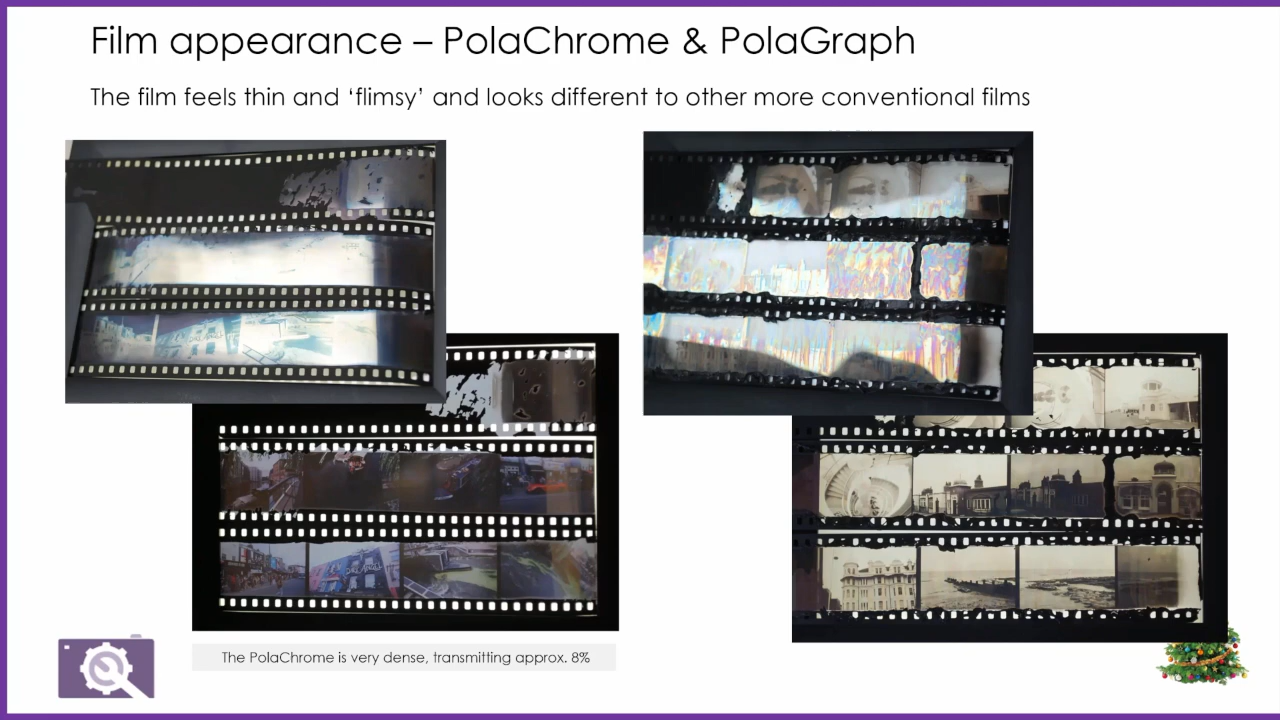 Film appearance – PolaChrome & PolaGraph
The film feels thin and ‘flimsy’ and looks different to other more conventional films
The PolaChrome is very dense, transmitting approx. 8%